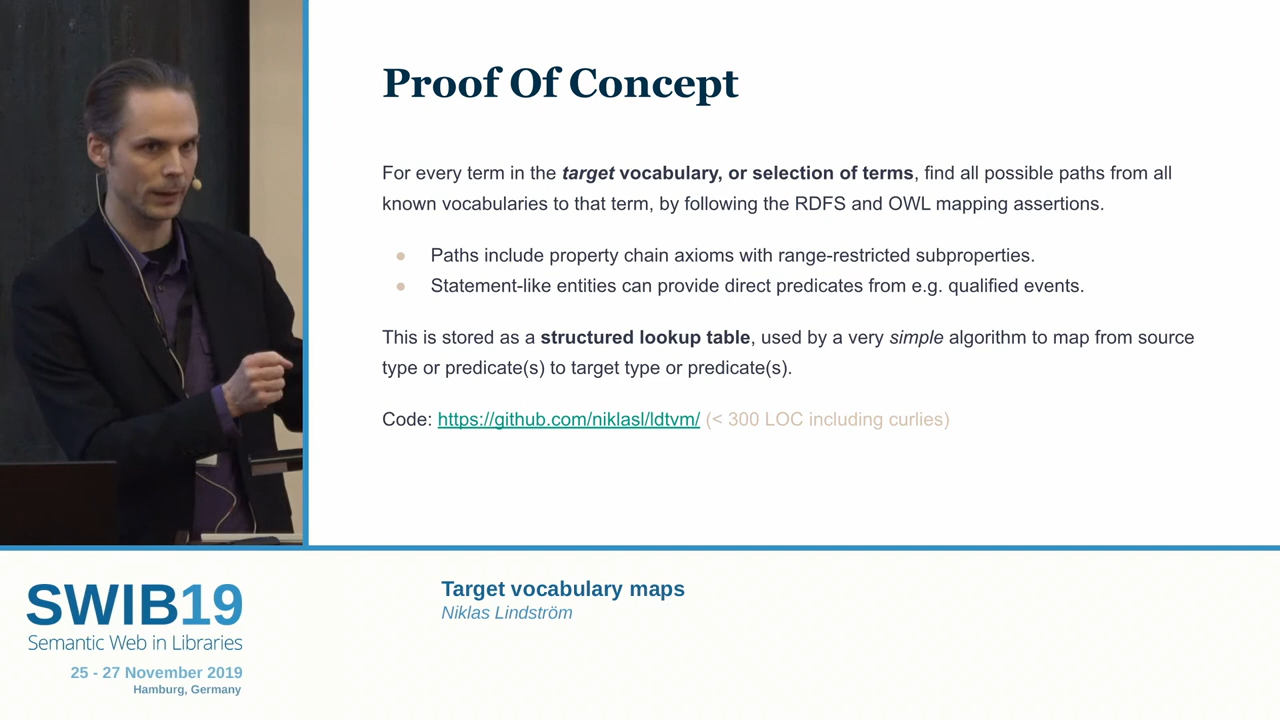 Proof Of Concept
For every term in the target vocabulary, or selection of terms, find all possible paths from all
known vocabularies to that term, by following the RDFS and OWL mapping assertions.
● Paths include property chain axioms with range-restricted subproperties.
● Statement-like entities can provide direct predicates from e.g. qualified events.
This is stored as a structured lookup table, used by a very simple algorithm to map from source
type or predicate(s) to target type or predicate(s).
Code: https://github.com/niklasl/ldtvm/ (< 300 LOC including curlies)
SWIB19
Semantic Web in Libraries
25 - 27 November 2019
Hamburg, Germany
Target vocabulary maps
Niklas Lindström